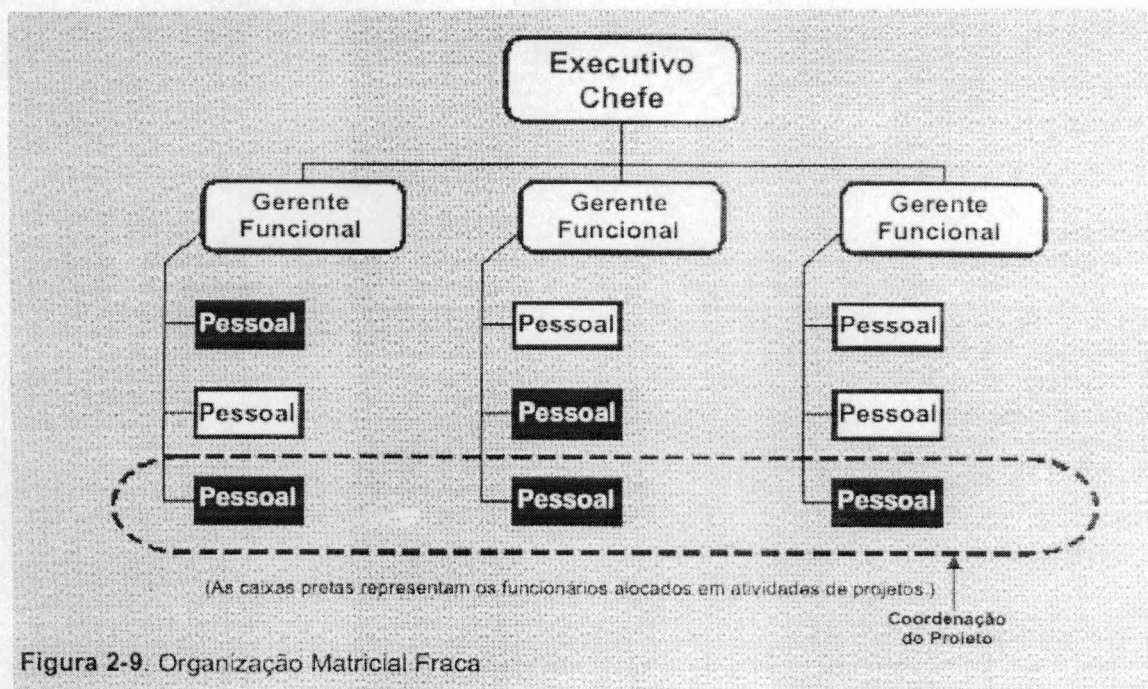 Executivo
Chefe
Gerente
Funcional
Gerente
Funcional
Gerente
Funcional
Pessoal
Pessoal
Pessoal
Pessoal
Pessoal
Pessoal
Pessoal
Pessoal
Pessoal
(As caixas pretas representam os funcionários alocados em atividades de projetos.)
Coordenação
do Projeto
Figura 2-9. Organização Matricial Fraca